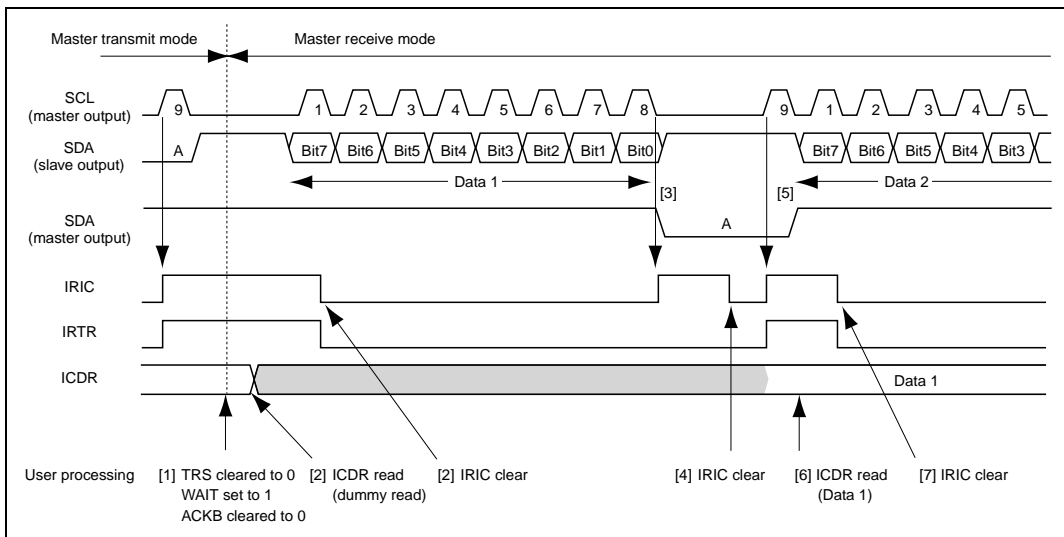 Master transmit mode Master receive mode
SCL
(master output)
9 1 2 3 4 5 6 7 8 9 1 2 3 4 5
SDA
(slave output)
A Bit7 Bit6 Bit5 Bit4 Bit3 Bit2 Bit1 Bit0 Bit7 Bit6 Bit5 Bit4 Bit3
Data 1 [3] [5] Data 2
SDA
(master output)
A
IRIC
IRTR
ICDR
Data 1
User processing [1] TRS cleared to 0 [2] ICDR read [2] IRIC clear [4] IRIC clear [6] ICDR read [7] IRIC clear
WAIT set to 1 (dummy read) (Data 1)
ACKB cleared to 0